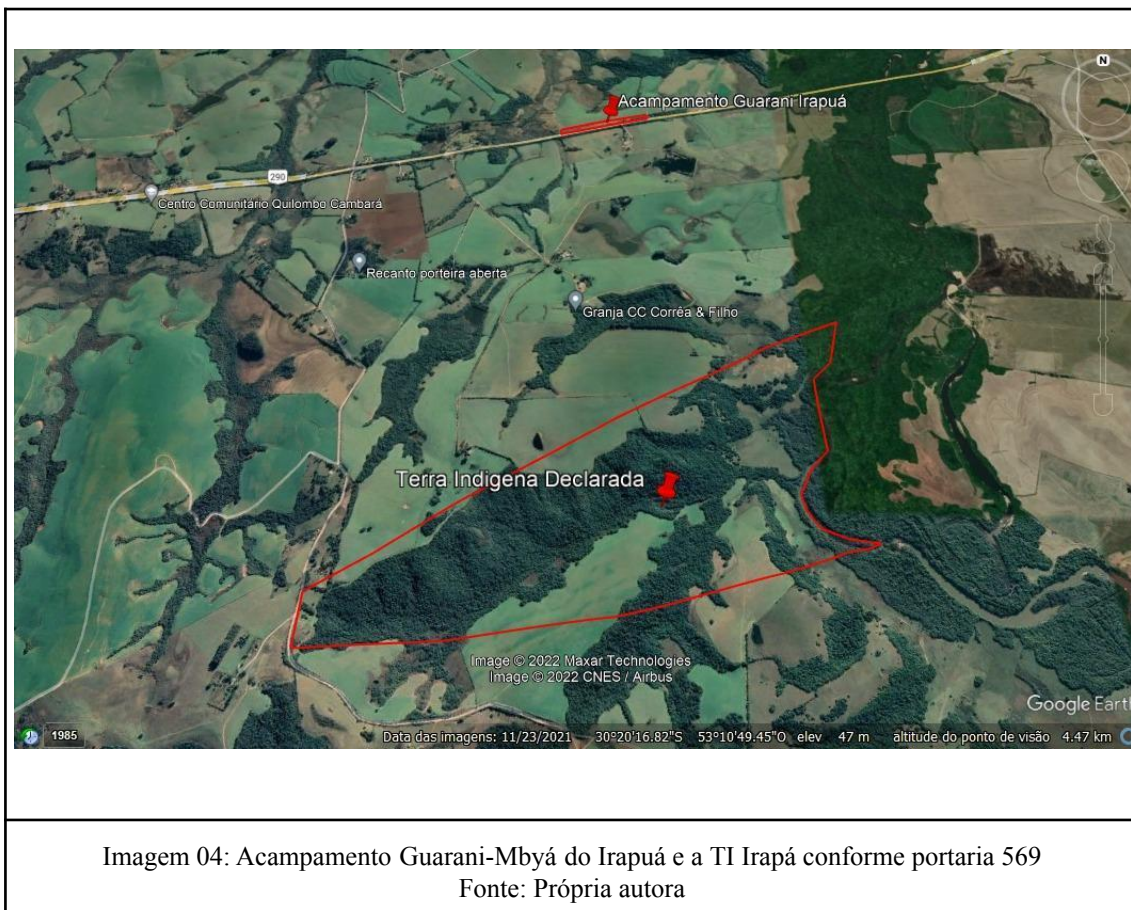 N
Acampamento Guarani Irapuá
290
Centro Comunitário Quilombo Cambará
Recanto porteira aberta
Granja CC Corrêa & Filho
Terra Indigena Declarada
Image © 2022 Maxar Technologies
Image © 2022 CNES / Airbus
Google Earth
1985
Data das imagens: 11/23/2021 30°20'16.82"S 53°10'49.45"O elev 47 m altitude do ponto de visão 4.47 km
Imagem 04: Acampamento Guarani-Mbyá do Irapuá e a TI Irapá conforme portaria 569
Fonte: Própria autora